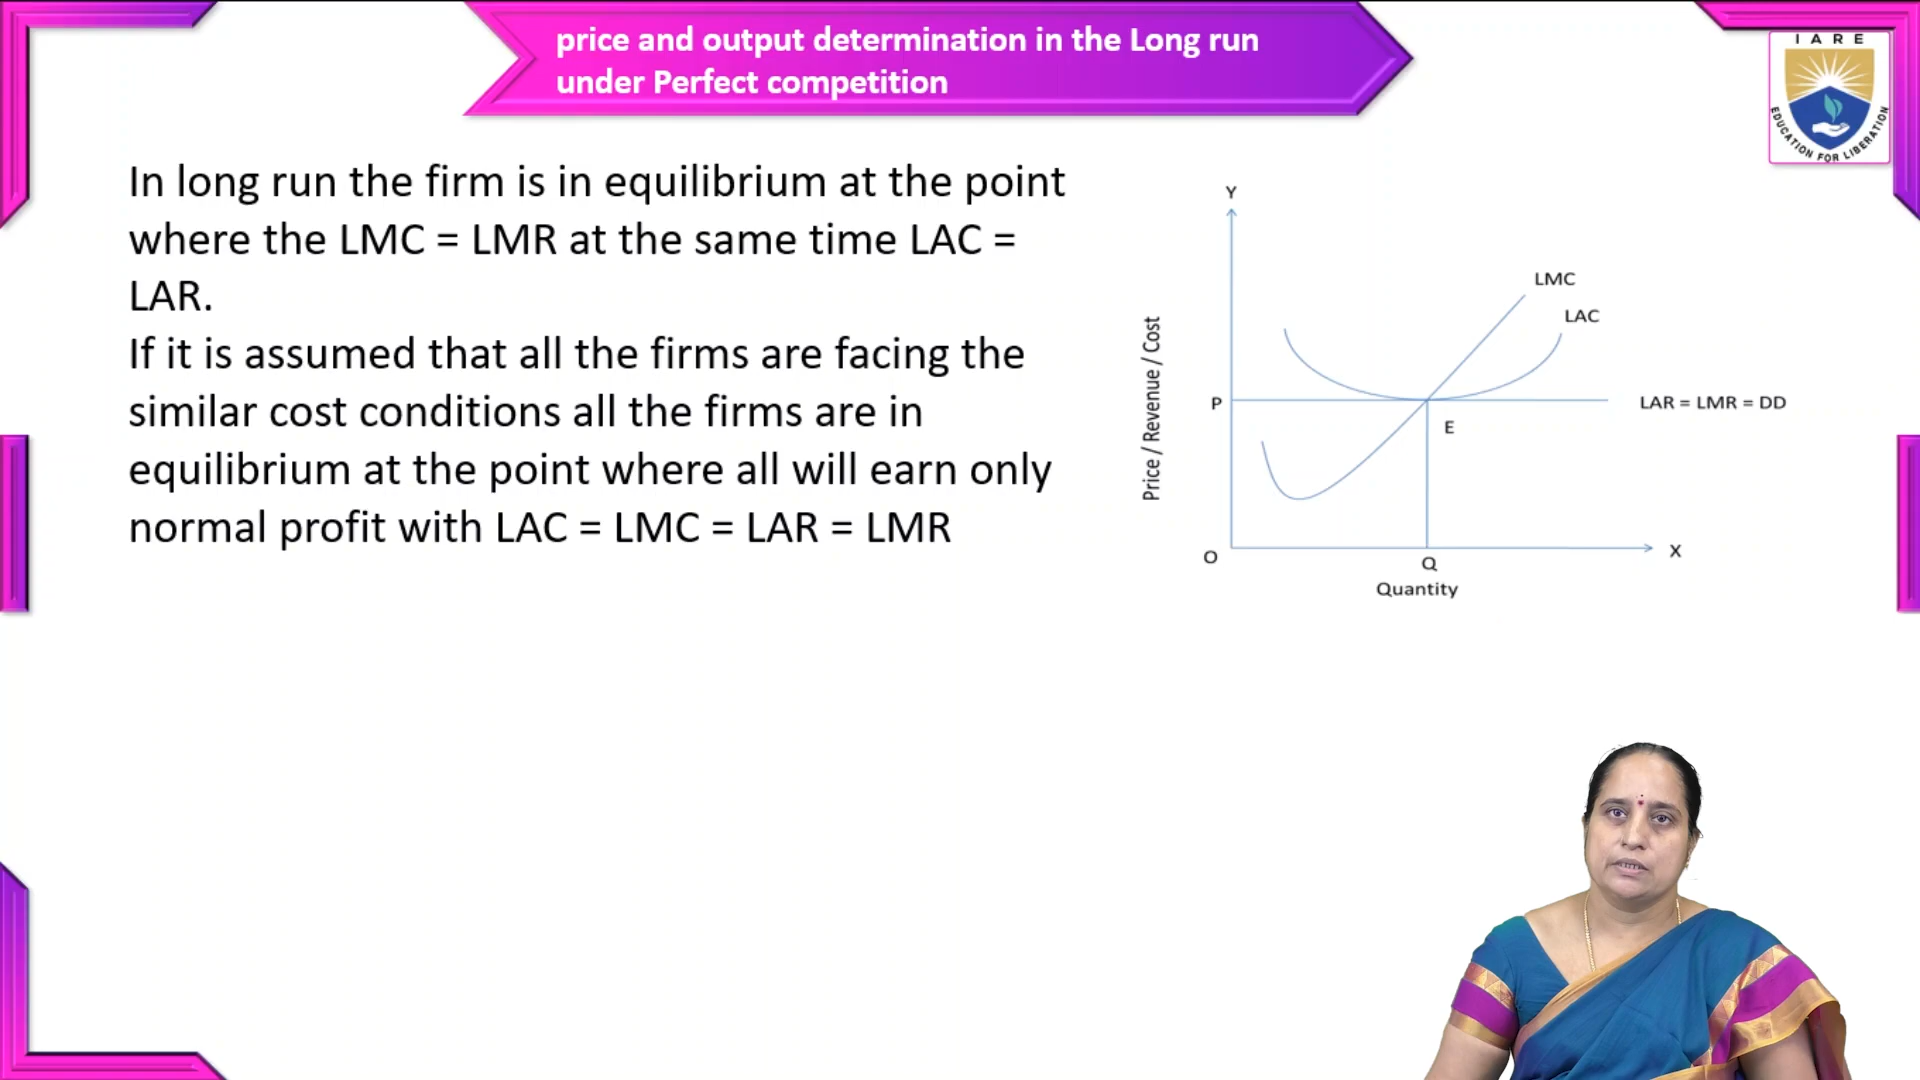 price and output determination in the Long run
under Perfect competition
I A R E
EDUCATION FOR LIBERATION
In long run the firm is in equilibrium at the point
where the LMC = LMR at the same time LAC =
LAR.
If it is assumed that all the firms are facing the
similar cost conditions all the firms are in
equilibrium at the point where all will earn only
normal profit with LAC = LMC = LAR = LMR
Y
LMC
LAC
Price / Revenue / Cost
P
LAR = LMR = DD
E
O
Q
X
Quantity